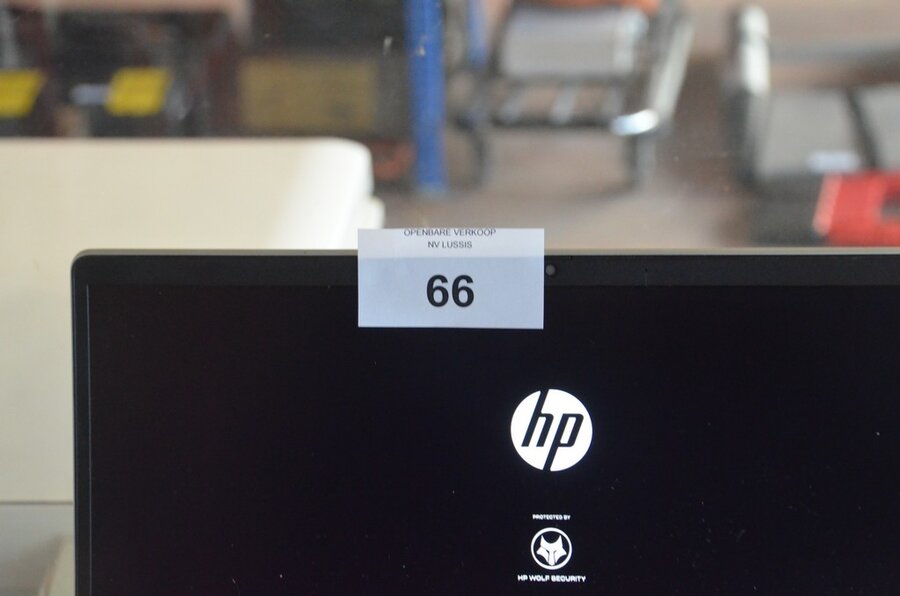 OPENBARE VERKOOP
NV LUSSIS
66
hp
PROTECTED BY
HP WOLF SECURITY